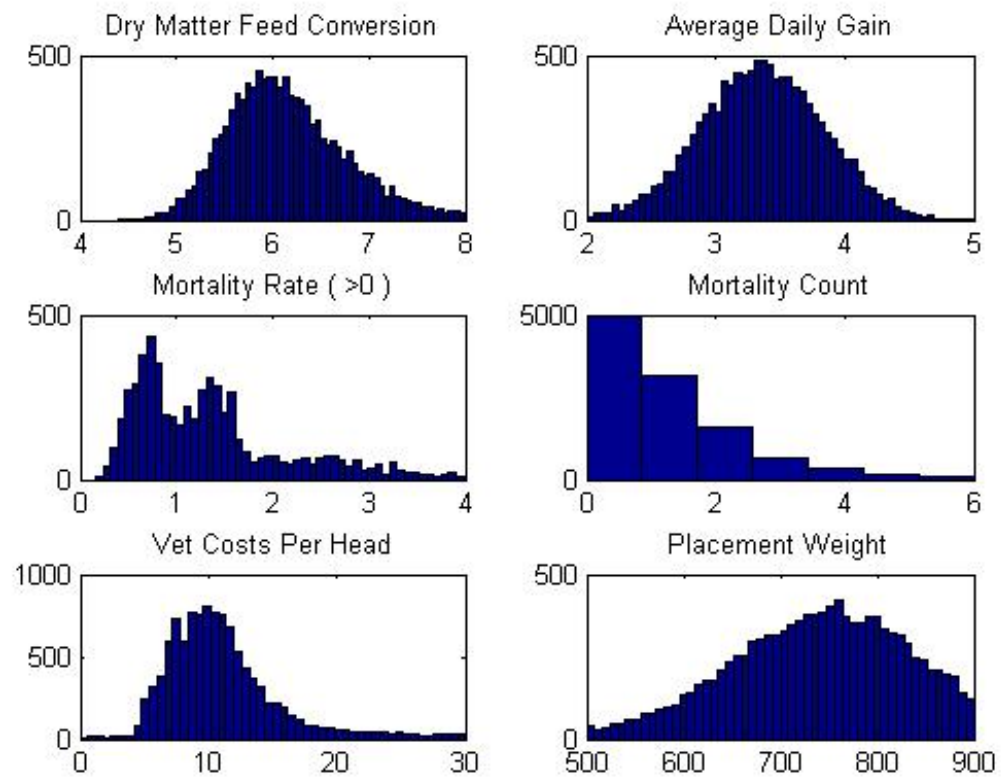 Dry Matter Feed Conversion
500
0
4 5 6 7 8
Average Daily Gain
500
0
2 3 4 5
Mortality Rate ( >0 )
500
0
0 1 2 3 4
Mortality Count
5000
0
0 2 4 6
Vet Costs Per Head
1000
500
0
0 10 20 30
Placement Weight
500
0
500 600 700 800 900